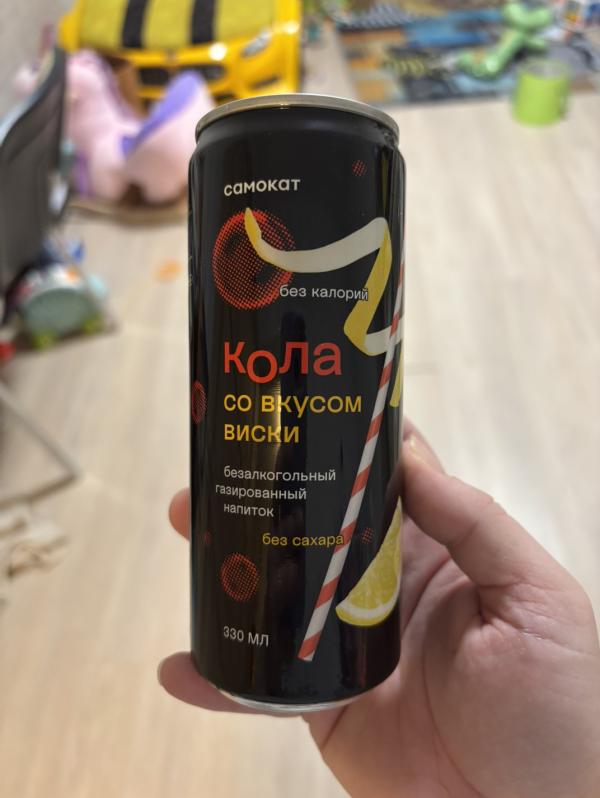 самокат
без калорий
кола
со вкусом
виски
безалкогольный
газированный
напиток
без сахара
330 МЛ